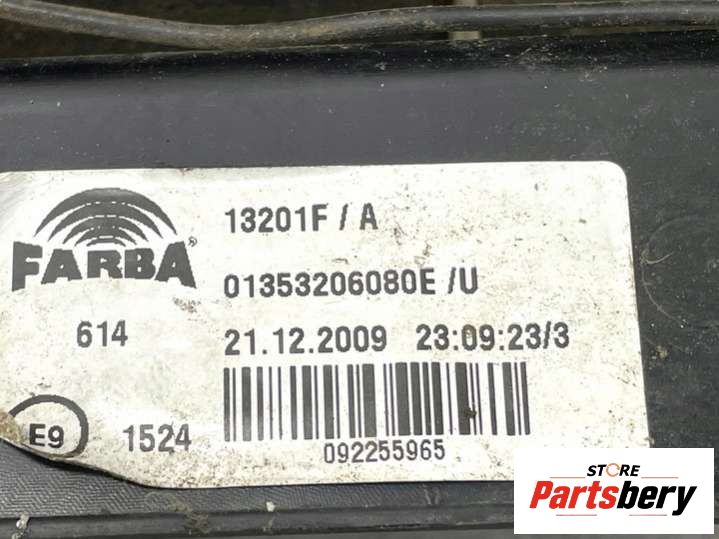 FARBA®
13201F / A
01353206080E /U
614
21.12.2009 23:09:23/3
E9
1524
092255965
STORE
Partsbery